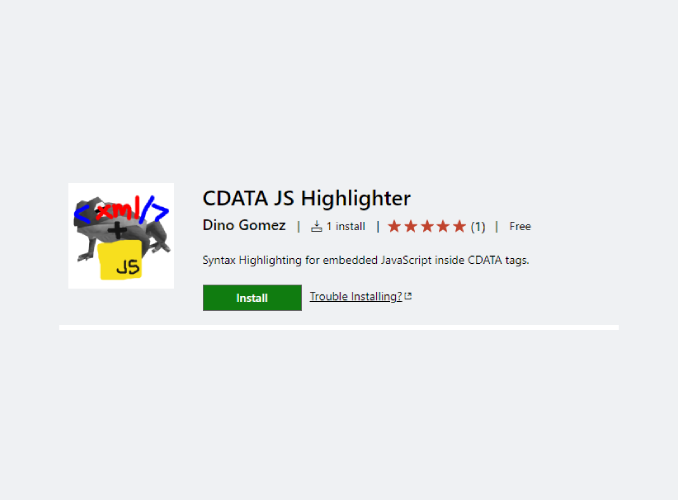 <xml/>
+
JS
CDATA JS Highlighter
Dino Gomez | 1 install | ★★★★★ (1) | Free
Syntax Highlighting for embedded JavaScript inside CDATA tags.
Install Trouble Installing?